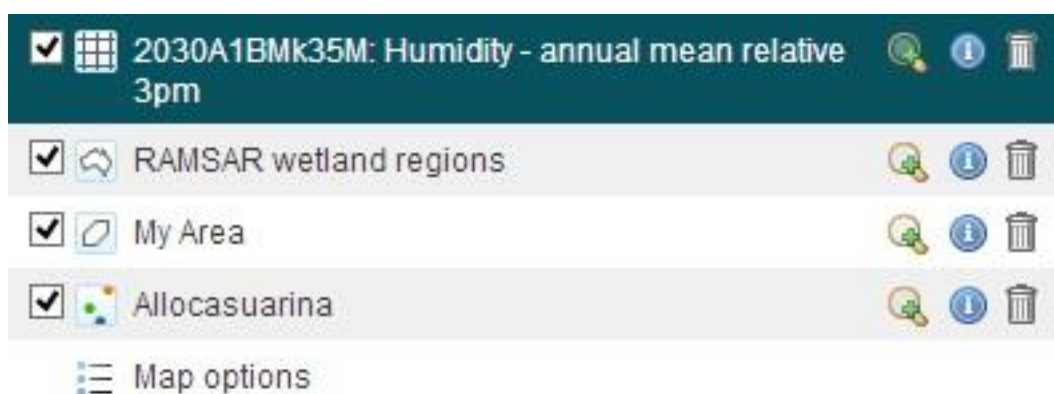 2030A1BMk35M: Humidity - annual mean relative
3pm
RAMSAR wetland regions
My Area
Allocasuarina
Map options